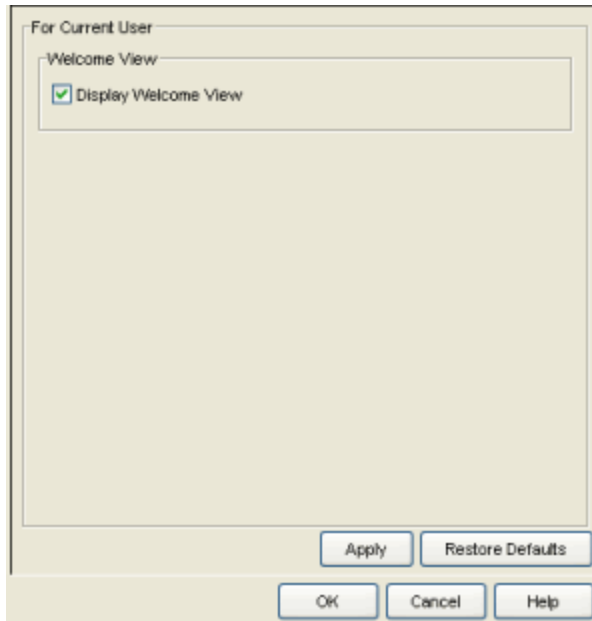 For Current User
Welcome View
Display Welcome View
Apply
Restore Defaults
OK
Cancel
Help